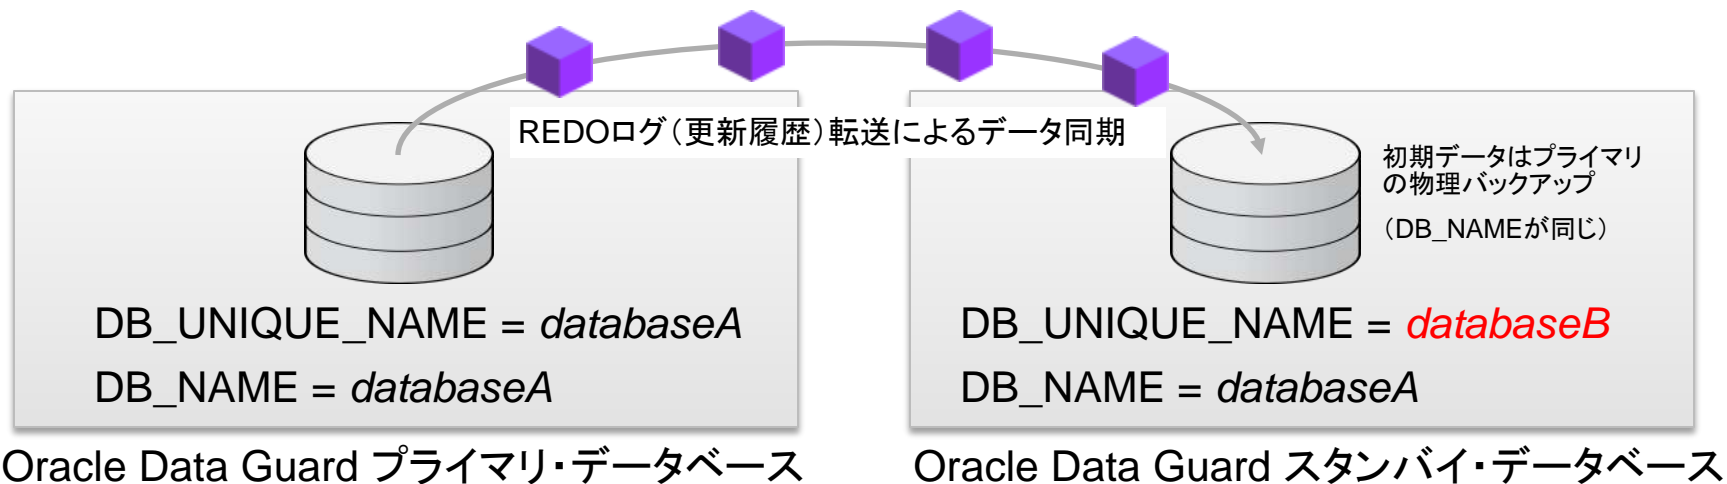 REDOログ（更新履歴）転送によるデータ同期
初期データはプライマリ
の物理バックアップ
（DB_NAMEが同じ）
DB_UNIQUE_NAME = databaseA
DB_NAME = databaseA
DB_UNIQUE_NAME = databaseB
DB_NAME = databaseA
Oracle Data Guard プライマリ・データベース
Oracle Data Guard スタンバイ・データベース